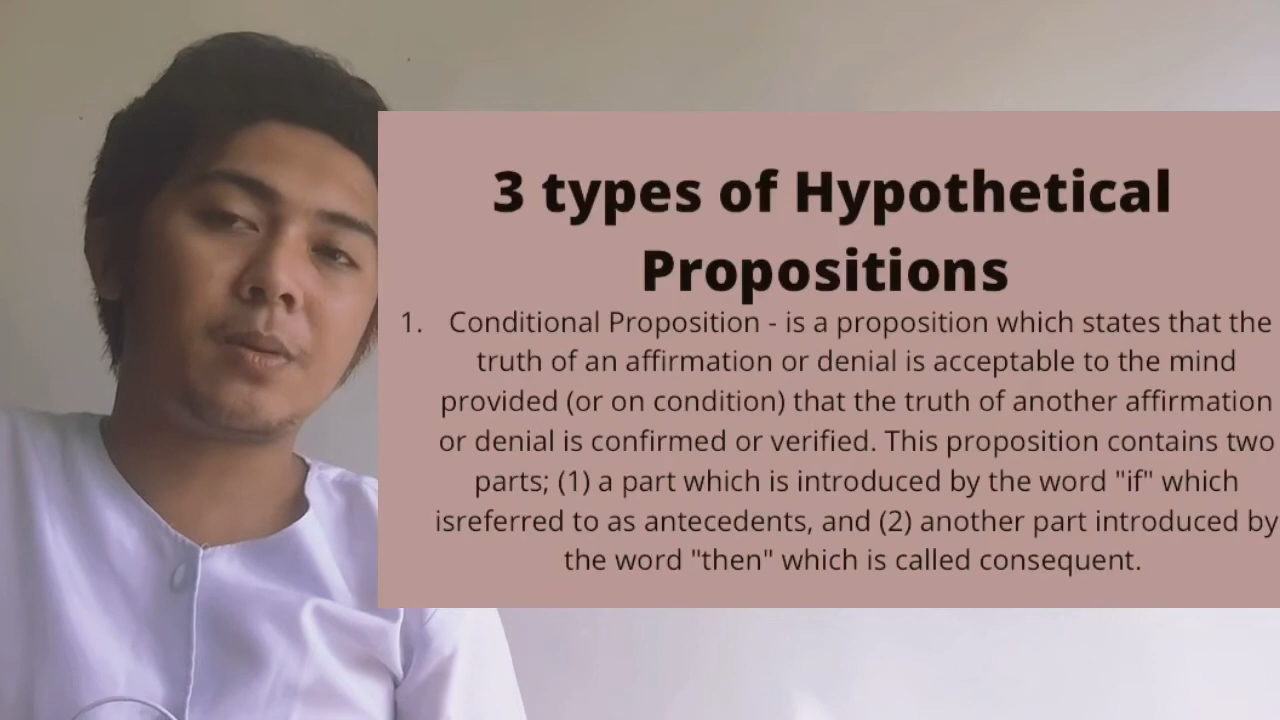 3 types of Hypothetical
Propositions
1. Conditional Proposition - is a proposition which states that the
truth of an affirmation or denial is acceptable to the mind
provided (or on condition) that the truth of another affirmation
or denial is confirmed or verified. This proposition contains two
parts; (1) a part which is introduced by the word "if" which
isreferred to as antecedents, and (2) another part introduced by
the word "then" which is called consequent.